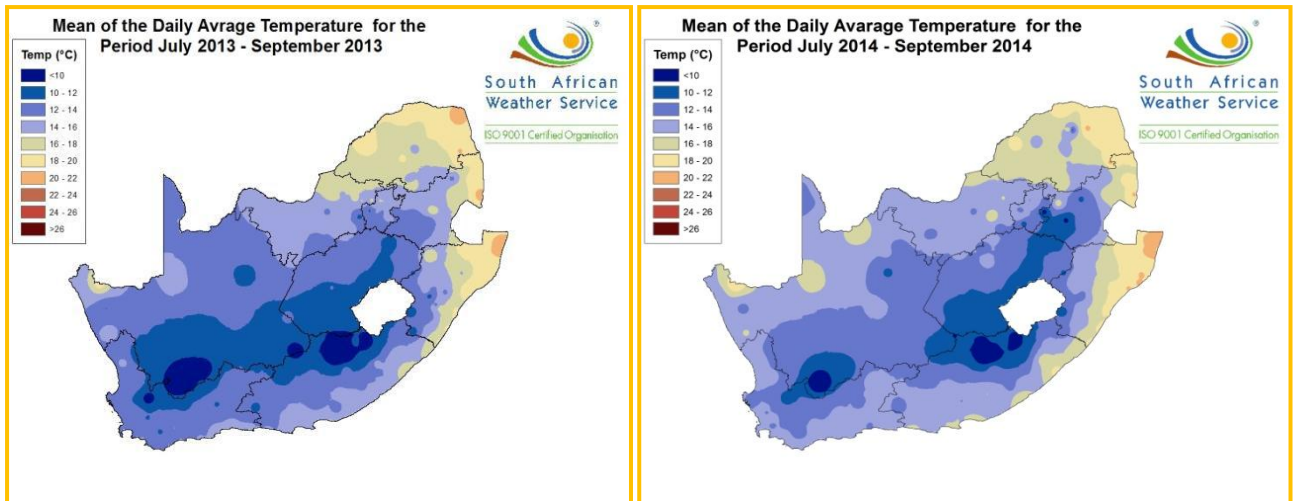 Mean of the Daily Avrage Temperature for the
Period July 2013 - September 2013
Temp (°C)
<10
10 - 12
12 - 14
14 - 16
16 - 18
18 - 20
20 - 22
22 - 24
24 - 26
>26
®
South African
Weather Service
ISO 9001 Certified Organisation
Mean of the Daily Avarage Temperature for the
Period July 2014 - September 2014
Temp (°C)
<10
10 - 12
12 - 14
14 - 16
16 - 18
18 - 20
20 - 22
22 - 24
24 - 26
>26
®
South African
Weather Service
ISO 9001 Certified Organisation